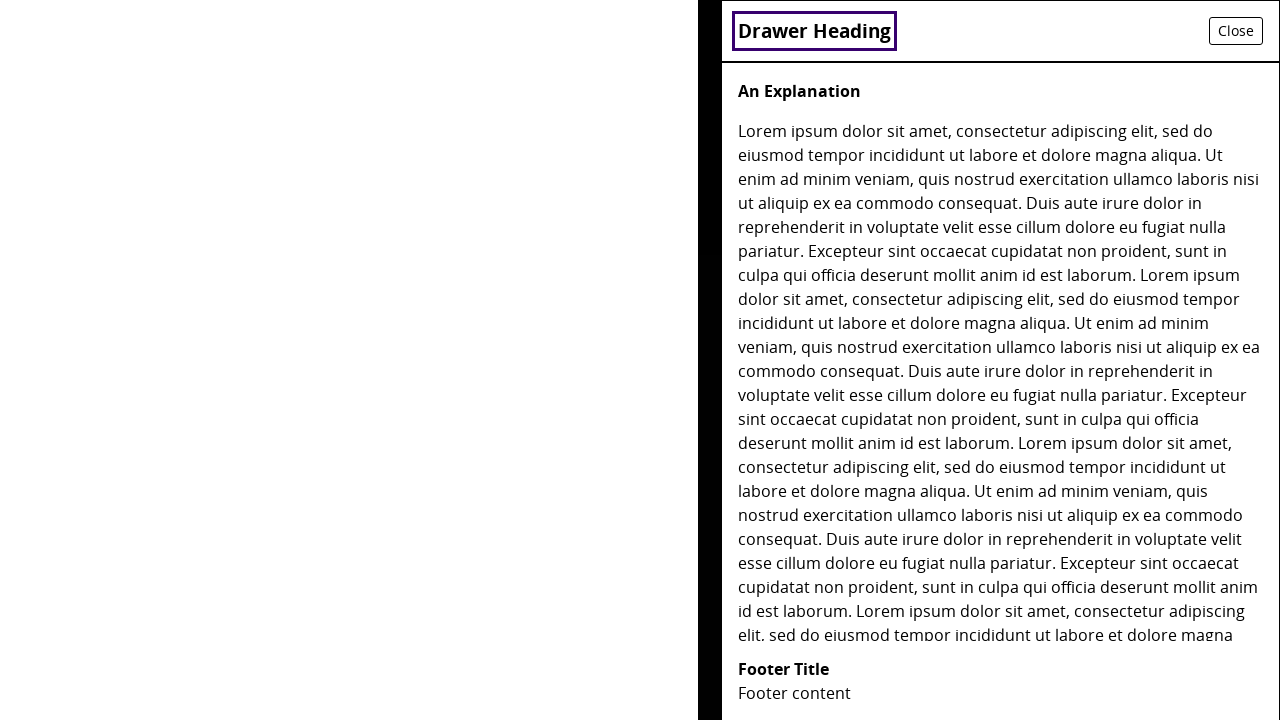 Drawer Heading
Close
An Explanation
Lorem ipsum dolor sit amet, consectetur adipiscing elit, sed do
eiusmod tempor incididunt ut labore et dolore magna aliqua. Ut
enim ad minim veniam, quis nostrud exercitation ullamco laboris nisi
ut aliquip ex ea commodo consequat. Duis aute irure dolor in
reprehenderit in voluptate velit esse cillum dolore eu fugiat nulla
pariatur. Excepteur sint occaecat cupidatat non proident, sunt in
culpa qui officia deserunt mollit anim id est laborum. Lorem ipsum
dolor sit amet, consectetur adipiscing elit, sed do eiusmod tempor
incididunt ut labore et dolore magna aliqua. Ut enim ad minim
veniam, quis nostrud exercitation ullamco laboris nisi ut aliquip ex ea
commodo consequat. Duis aute irure dolor in reprehenderit in
voluptate velit esse cillum dolore eu fugiat nulla pariatur. Excepteur
sint occaecat cupidatat non proident, sunt in culpa qui officia
deserunt mollit anim id est laborum. Lorem ipsum dolor sit amet,
consectetur adipiscing elit, sed do eiusmod tempor incididunt ut
labore et dolore magna aliqua. Ut enim ad minim veniam, quis
nostrud exercitation ullamco laboris nisi ut aliquip ex ea commodo
consequat. Duis aute irure dolor in reprehenderit in voluptate velit
esse cillum dolore eu fugiat nulla pariatur. Excepteur sint occaecat
cupidatat non proident, sunt in culpa qui officia deserunt mollit anim
id est laborum. Lorem ipsum dolor sit amet, consectetur adipiscing
elit, sed do eiusmod tempor incididunt ut labore et dolore magna
Footer Title
Footer content